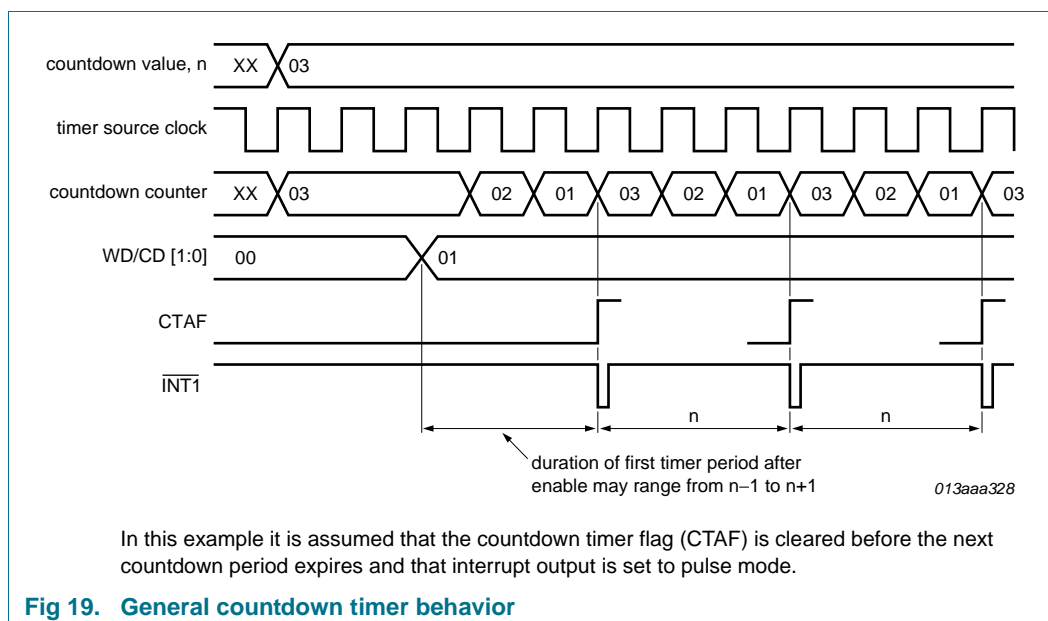 countdown value, n XX 03
timer source clock
countdown counter XX 03 02 01 03 02 01 03 02 01 03
WD/CD [1:0] 00 01
CTAF
INT1
n n
duration of first timer period after
enable may range from n−1 to n+1
013aaa328
In this example it is assumed that the countdown timer flag (CTAF) is cleared before the next
countdown period expires and that interrupt output is set to pulse mode.
Fig 19. General countdown timer behavior